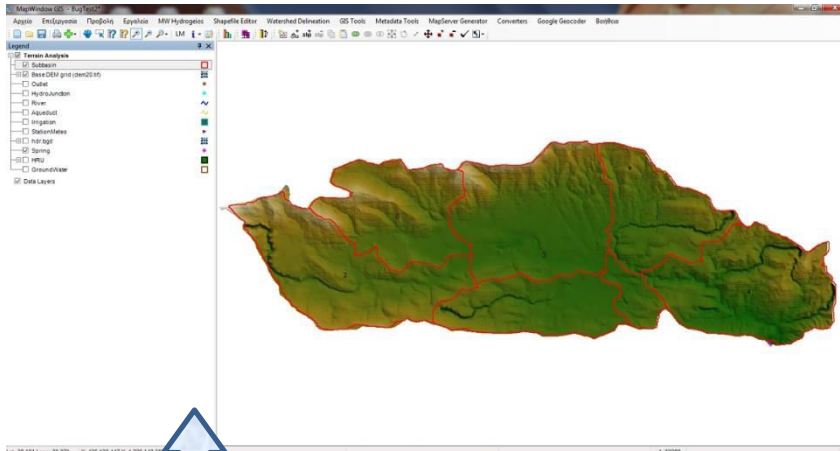 MapWindow GIS - BugTest2*
Αρχείο Επεξεργασία Προβολή Εργαλεία MW Hydrogeios Shapefile Editor Watershed Delineation GIS Tools Metadata Tools MapServer Generator Converters Google Geocoder Βοήθεια
LM
Legend
Terrain Analysis
Subbasin
Base DEM grid (dem20.tif)
Outlet
HydroJunction
River
Aqueduct
Irrigation
StationMeteo
hdr.bgd
Spring
HRU
GroundWater
Data Layers
2